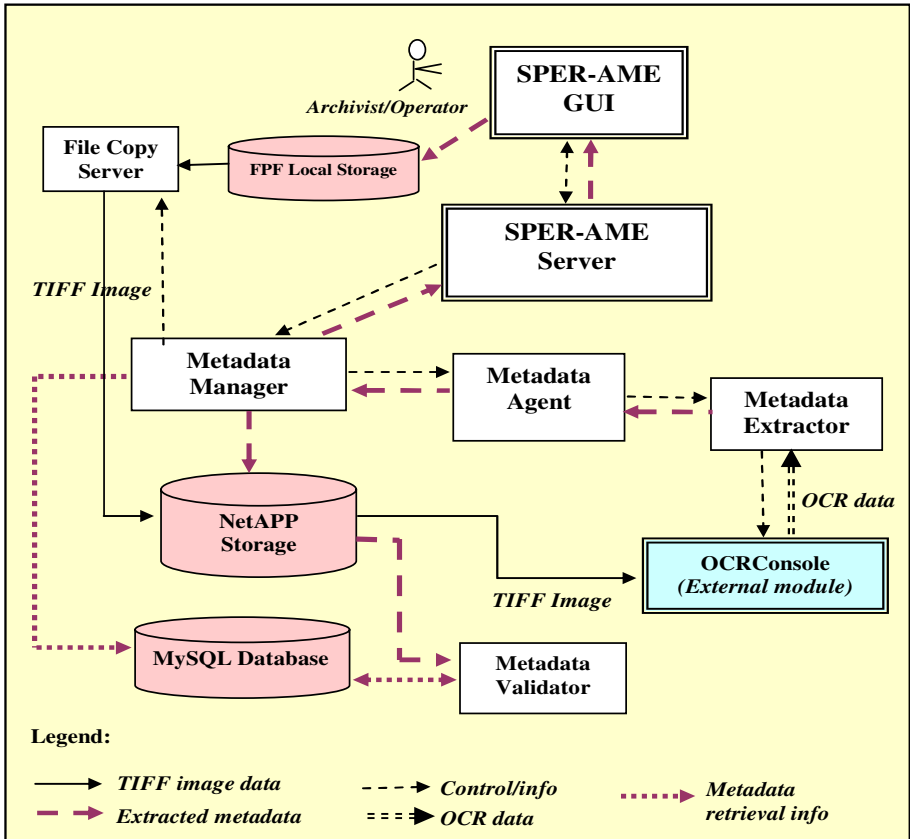 SPER-AME
GUI
Archivist/Operator
File Copy
Server
FPF Local Storage
SPER-AME
Server
TIFF Image
Metadata
Manager
Metadata
Agent
Metadata
Extractor
OCR data
NetAPP
Storage
OCRConsole
(External module)
TIFF Image
MySQL Database
Metadata
Validator
Legend:
TIFF image data
Control/info
Metadata
retrieval info
Extracted metadata
OCR data